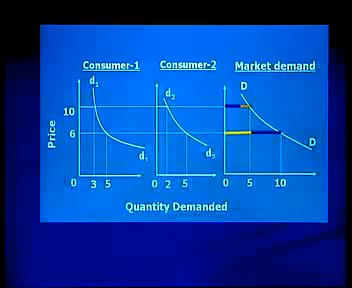 Consumer-1 Consumer-2 Market demand
d1 d2 D
10
6
Price
d1 d2 D
0 3 5 0 2 5 0 5 10
Quantity Demanded